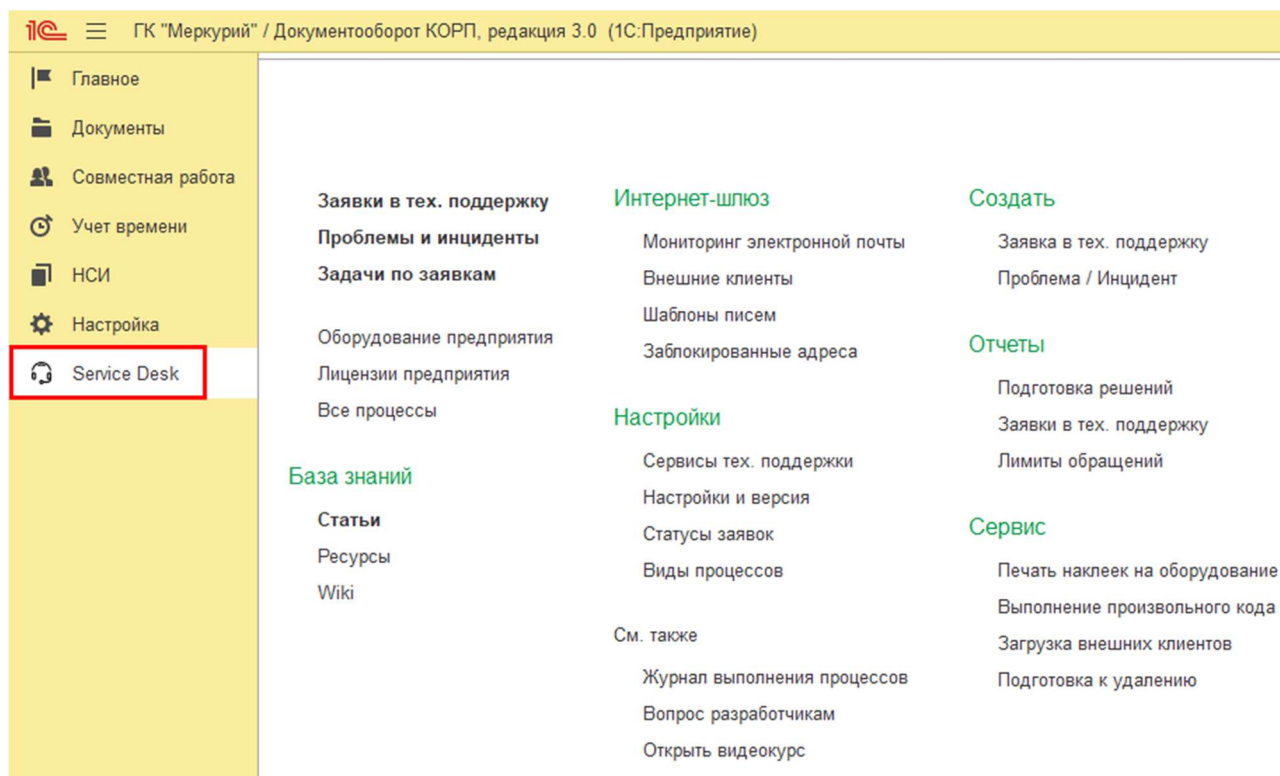 1С ГК "Меркурий" / Документооборот КОРП, редакция 3.0 (1С:Предприятие)
Главное
Документы
Совместная работа
Учет времени
НСИ
Настройка
Service Desk
Заявки в тех. поддержку
Проблемы и инциденты
Задачи по заявкам
Оборудование предприятия
Лицензии предприятия
Все процессы
База знаний
Статьи
Ресурсы
Wiki
Интернет-шлюз
Мониторинг электронной почты
Внешние клиенты
Шаблоны писем
Заблокированные адреса
Настройки
Сервисы тех. поддержки
Настройки и версия
Статусы заявок
Виды процессов
См. также
Журнал выполнения процессов
Вопрос разработчикам
Открыть видеокурс
Создать
Заявка в тех. поддержку
Проблема / Инцидент
Отчеты
Подготовка решений
Заявки в тех. поддержку
Лимиты обращений
Сервис
Печать наклеек на оборудование
Выполнение произвольного кода
Загрузка внешних клиентов
Подготовка к удалению